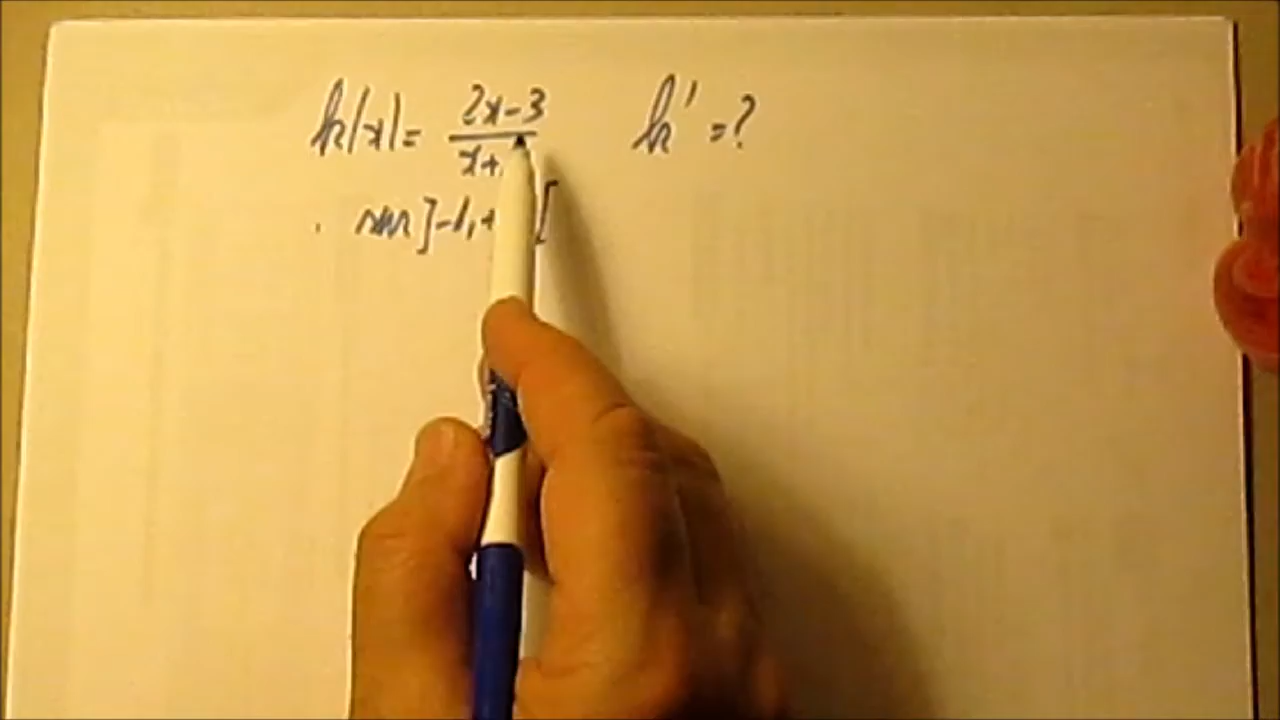 h(x) = (2x-3)/(x+ h' = ?
. sur ]-1, + [